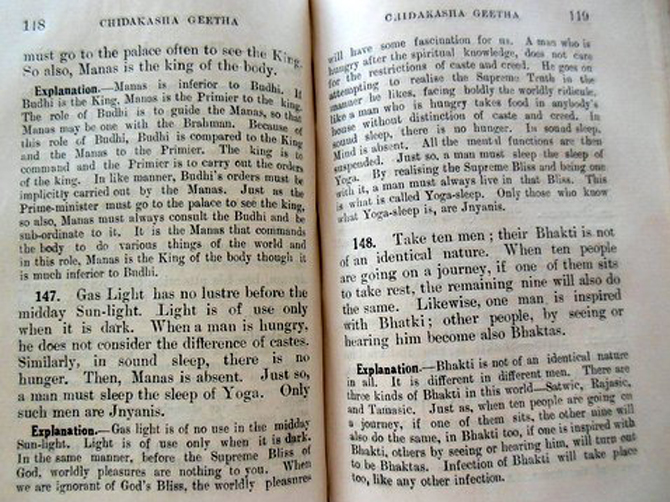 118 CHIDAKASHA GEETHA
must go to the palace often to see the King.
So also, Manas is the king of the body.
Explanation.—Manas is inferior to Budhi. If
Budhi is the King, Manas is the Primier to the king.
The role of Budhi is to guide the Manas, so that
Manas may be one with the Brahman. Because of
this role of Budhi, Budhi is compared to the King
and the Manas to the Primier. The king is to
command and the Primier is to carry out the orders
of the king. In like manner, Budhi's orders must be
implicitly carried out by the Manas. Just as the
Prime-minister must go to the palace to see the king,
so also, Manas must always consult the Budhi and be
sub-ordinate to it. It is the Manas that commands
the body to do various things of the world and
in this role, Manas is the King of the body though it
is much inferior to Budhi.
147. Gas Light has no lustre before the
midday Sun-light. Light is of use only
when it is dark. When a man is hungry,
he does not consider the difference of castes.
Similarly, in sound sleep, there is no
hunger. Then, Manas is absent. Just so,
a man must sleep the sleep of Yoga. Only
such men are Jnyanis.
Explanation.—Gas light is of no use in the midday
Sun-light. Light is of use only when it is dark.
In the same manner, before the Supreme Bliss of
God, worldly pleasures are nothing to you. When
we are ignorant of God's Bliss, the worldly pleasures
CHIDAKASHA GEETHA 119
will have some fascination for us. A man who is
hungry after the spiritual knowledge, does not care
for the restrictions of caste and creed. He goes on
attempting to realise the Supreme Truth in the
manner he likes, facing boldly the worldly ridicule,
like a man who is hungry takes food in anybody's
house without distinction of caste and creed. In
sound sleep, there is no hunger. In sound sleep,
Mind is absent. All the mental functions are then
suspended. Just so, a man must sleep the sleep of
Yoga. By realising the Supreme Bliss and being one
with it, a man must always live in that Bliss. This
is what is called Yoga-sleep. Only those who know
what Yoga-sleep is, are Jnyanis.
148. Take ten men; their Bhakti is not
of an identical nature. When ten people
are going on a journey, if one of them sits
to take rest, the remaining nine will also do
the same. Likewise, one man is inspired
with Bhatki; other people, by seeing or
hearing him become also Bhaktas.
Explanation.—Bhakti is not of an identical nature
in all. It is different in different men. There are
three kinds of Bhakti in this world—Satwic, Rajasic,
and Tamasic. Just as, when ten people are going on
a journey, if one of them sits, the other nine will
also do the same, in Bhakti too, if one is inspired with
Bhakti, others by seeing or hearing him, will turn out
to be Bhaktas. Infection of Bhakti will take place
too, like any other infection.